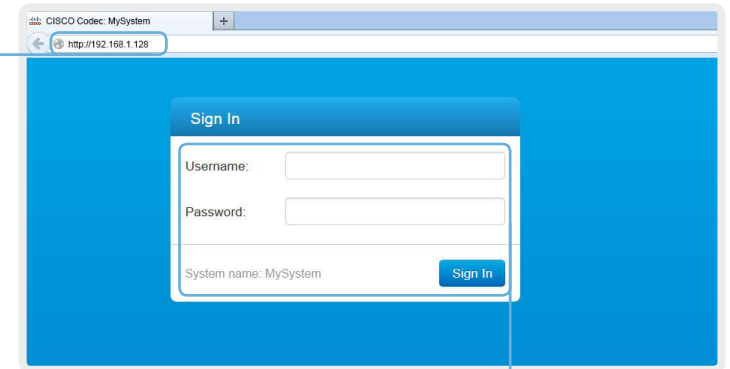 CISCO Codec: MySystem
+
http://192.168.1.128
Sign In
Username:
Password:
System name: MySystem
Sign In